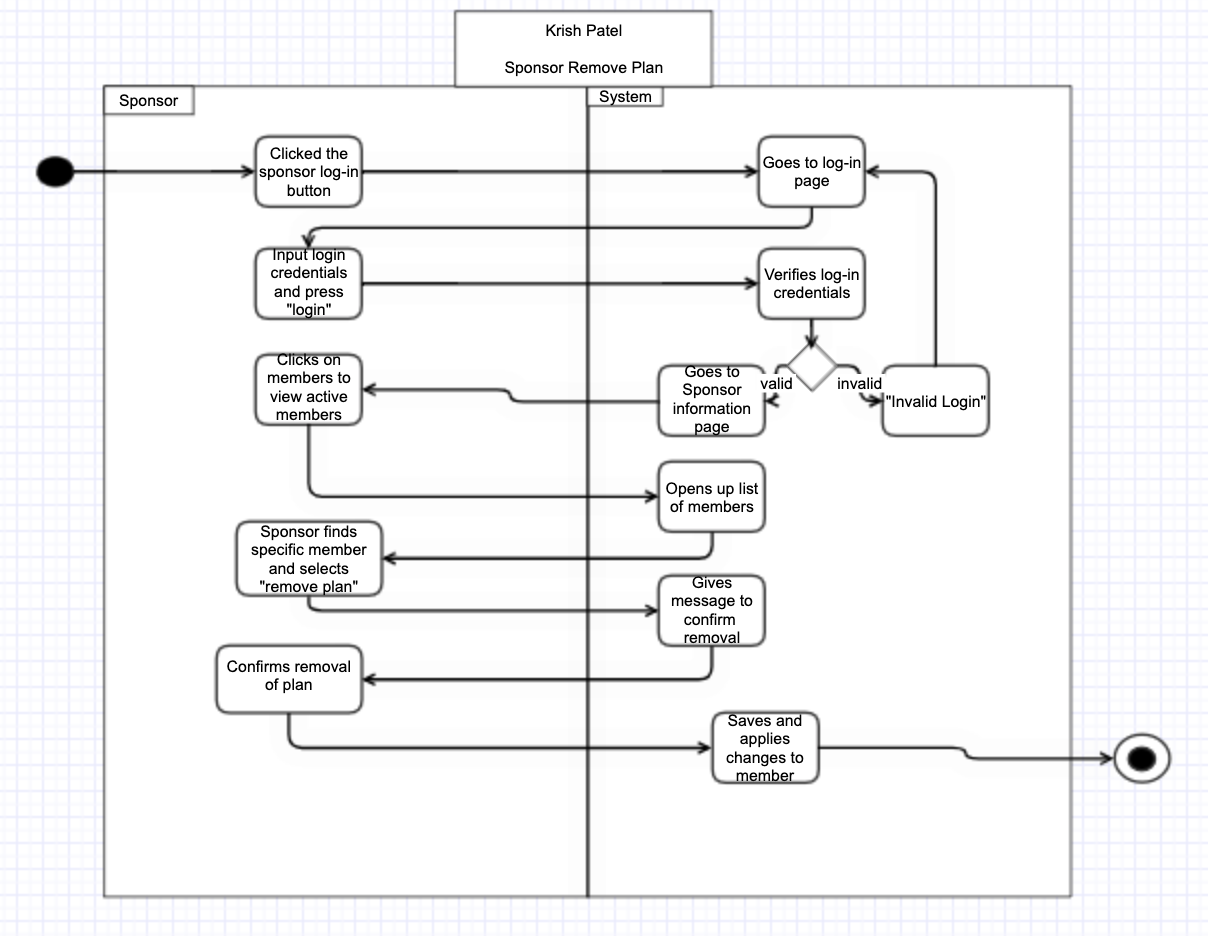 Krish Patel
Sponsor Remove Plan
Sponsor
System
Clicked the
sponsor log-in
button
Goes to log-in
page
Input login
credentials
and press
"login"
Verifies log-in
credentials
Clicks on
members to
view active
members
Goes to
Sponsor
information
page
valid
invalid
"Invalid Login"
Opens up list
of members
Sponsor finds
specific member
and selects
"remove plan"
Gives
message to
confirm
removal
Confirms removal
of plan
Saves and
applies
changes to
member